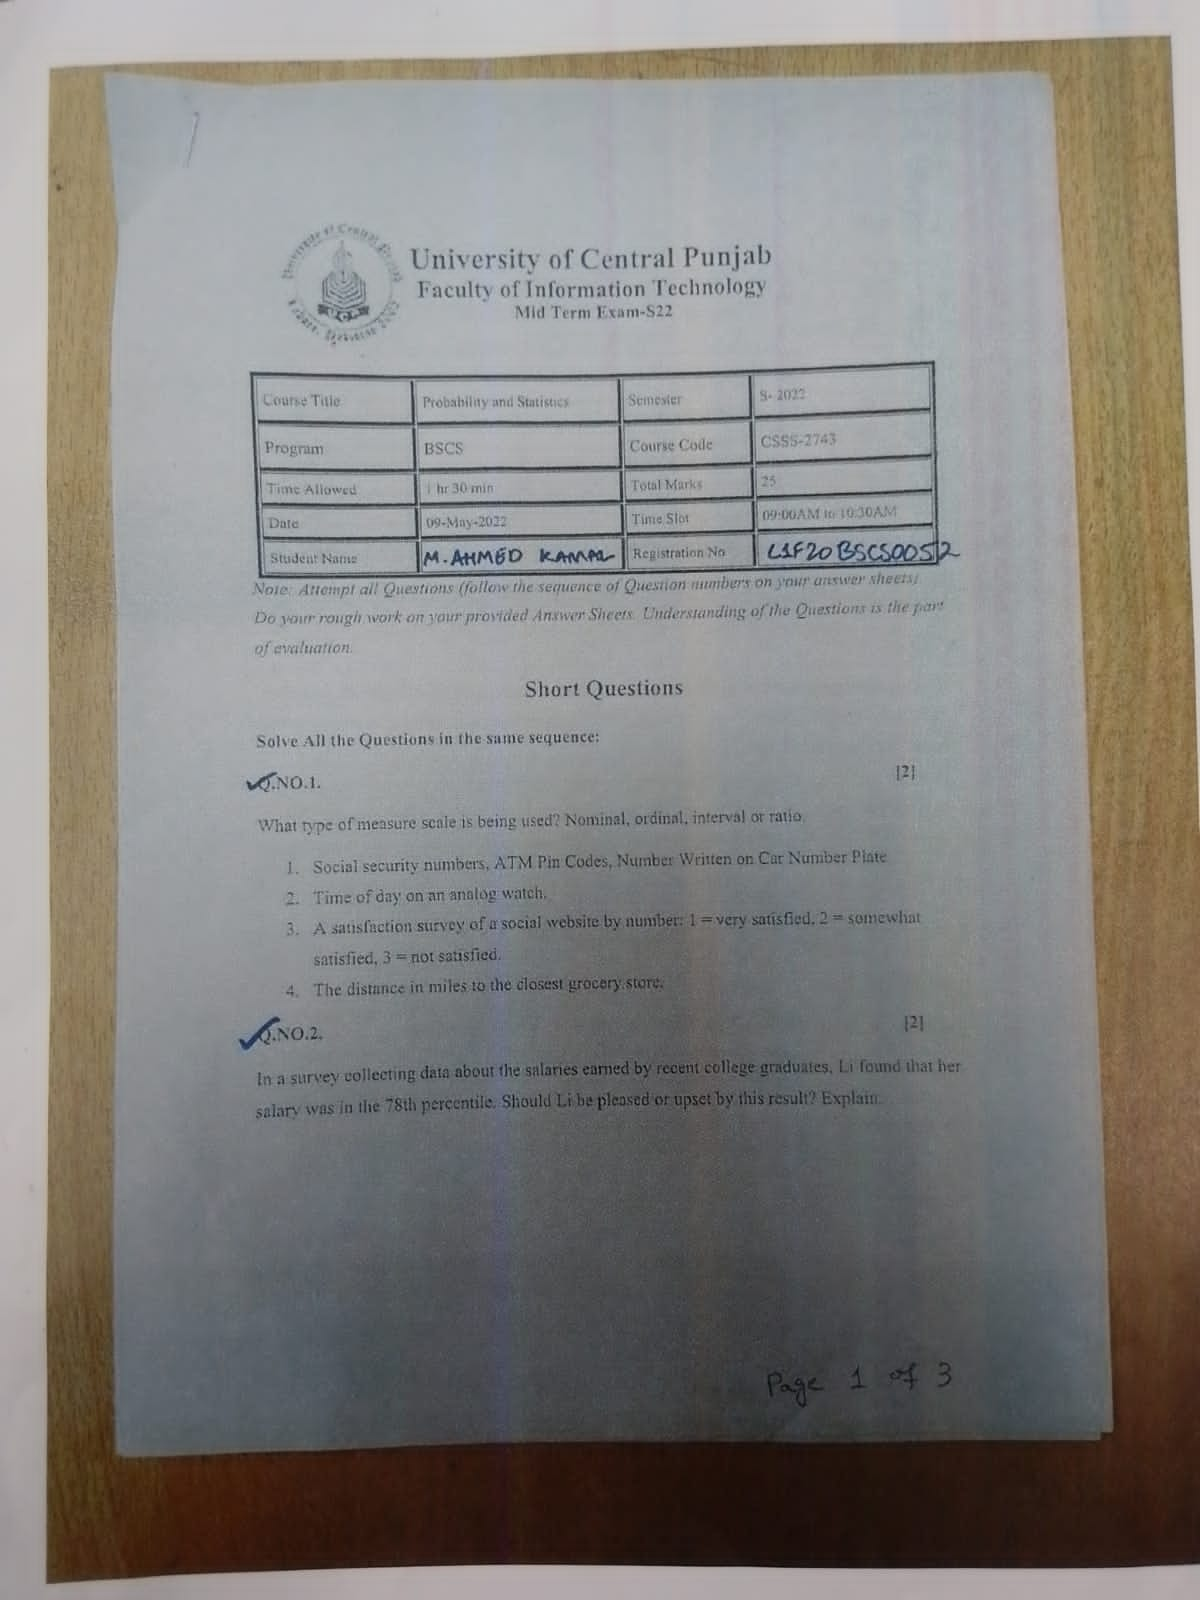 University of Central Punjab
Faculty of Information Technology
Mid Term Exam-S22
Course Title Probability and Statistics Semester S- 2022
Program BSCS Course Code CSSS-2743
Time Allowed 1 hr 30 min Total Marks 25
Date 09-May-2022 Time Slot 09:00AM to 10:30AM
Student Name M. AHMED KAMAL Registration No L1F20BSCS0052
Note: Attempt all Questions (follow the sequence of Question numbers on your answer sheets)
Do your rough work on your provided Answer Sheets. Understanding of the Questions is the part
of evaluation.
Short Questions
Solve All the Questions in the same sequence:
Q.NO.1. [2]
What type of measure scale is being used? Nominal, ordinal, interval or ratio.
1. Social security numbers, ATM Pin Codes, Number Written on Car Number Plate
2. Time of day on an analog watch.
3. A satisfaction survey of a social website by number: 1 = very satisfied, 2 = somewhat
satisfied, 3 = not satisfied.
4. The distance in miles to the closest grocery store.
Q.NO.2. [2]
In a survey collecting data about the salaries earned by recent college graduates, Li found that her
salary was in the 78th percentile. Should Li be pleased or upset by this result? Explain.
Page 1 of 3